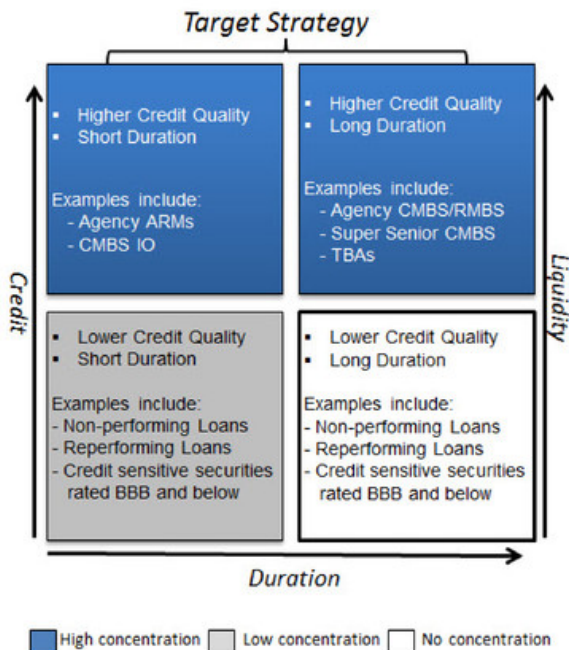 Target Strategy
▪ Higher Credit Quality
▪ Short Duration
Examples include:
- Agency ARMs
- CMBS IO
▪ Higher Credit Quality
▪ Long Duration
Examples include:
- Agency CMBS/RMBS
- Super Senior CMBS
- TBAs
Credit
Liquidity
▪ Lower Credit Quality
▪ Short Duration
Examples include:
- Non-performing Loans
- Reperforming Loans
- Credit sensitive securities
rated BBB and below
▪ Lower Credit Quality
▪ Long Duration
Examples include:
- Non-performing Loans
- Reperforming Loans
- Credit sensitive securities
rated BBB and below
Duration
High concentration
Low concentration
No concentration